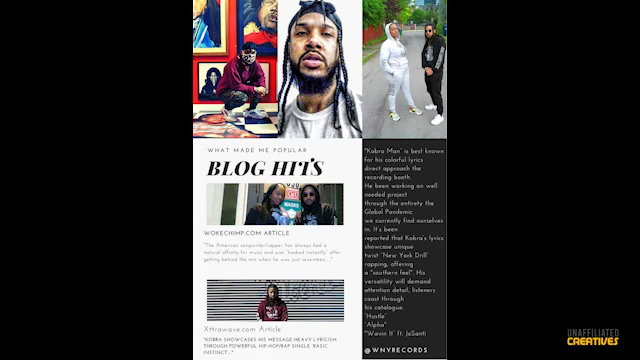 WHAT MADE ME POPULAR
BLOG HITS
WOKECHIMP.COM ARTICLE
"The American songwriter/rapper has always had a
natural affinity for music and was "hooked instantly" after
getting behind the mic when he was just seventeen...."
Xttrawave.com Article
"KOBRA SHOWCASES HIS MESSAGE-HEAVY LYRICISM
THROUGH POWERFUL HIP-HOP/RAP SINGLE 'BASIC
INSTINCT'..."
"Kobra Man" is best known
for his colorful lyrics
direct approach the
recording booth.
He been working on well
needed project
through the entirety the
Global Pandemic
we currently find ourselves
in. It's been
reported that Kobra's lyrics
showcase unique
twist "New York Drill"
rapping, offering
a "southern feel". His
versatility will demand
attention detail, listeners
coast through
his catalogue.
"Hustle"
"Alpha"
"Wavin It" ft. JoSanti
@WNYRECORDS
UNAFFILIATED
CREATIVES